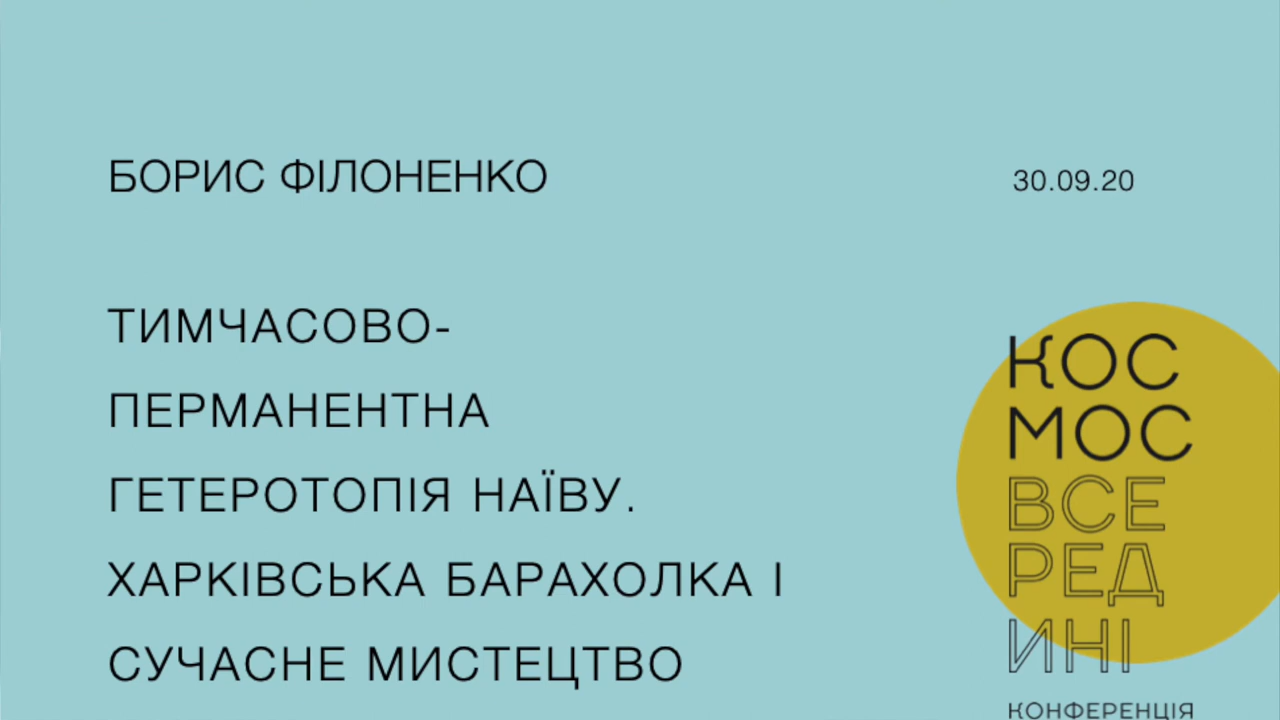 БОРИС ФІЛОНЕНКО
30.09.20
ТИМЧАСОВО-
ПЕРМАНЕНТНА
ГЕТЕРОТОПІЯ НАЇВУ.
ХАРКІВСЬКА БАРАХОЛКА І
СУЧАСНЕ МИСТЕЦТВО
КОС
МОС
ВСЕ
РЕД
ИНІ
КОНФЕРЕНЦІЯ